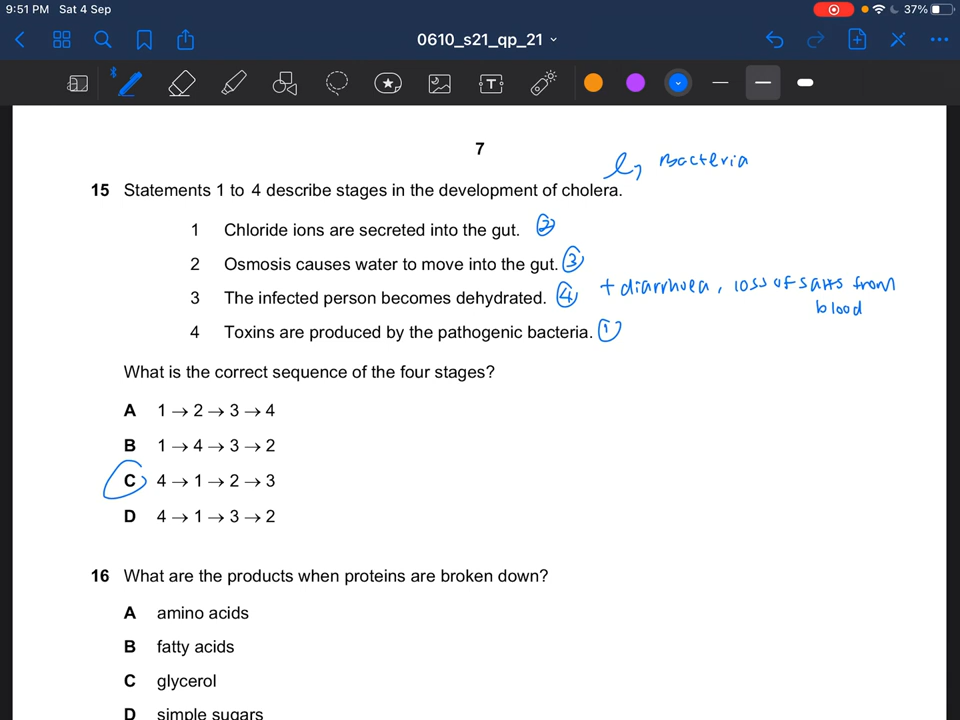 9:51 PM Sat 4 Sep 37%
0610_s21_qp_21
T
7
Bacteria
15 Statements 1 to 4 describe stages in the development of cholera.
1 Chloride ions are secreted into the gut. 2
2 Osmosis causes water to move into the gut. 3
3 The infected person becomes dehydrated. 4 + diarrhoea, loss of salts from
blood
4 Toxins are produced by the pathogenic bacteria. 1
What is the correct sequence of the four stages?
A 1 → 2 → 3 → 4
B 1 → 4 → 3 → 2
C 4 → 1 → 2 → 3
D 4 → 1 → 3 → 2
16 What are the products when proteins are broken down?
A amino acids
B fatty acids
C glycerol
D simple sugars